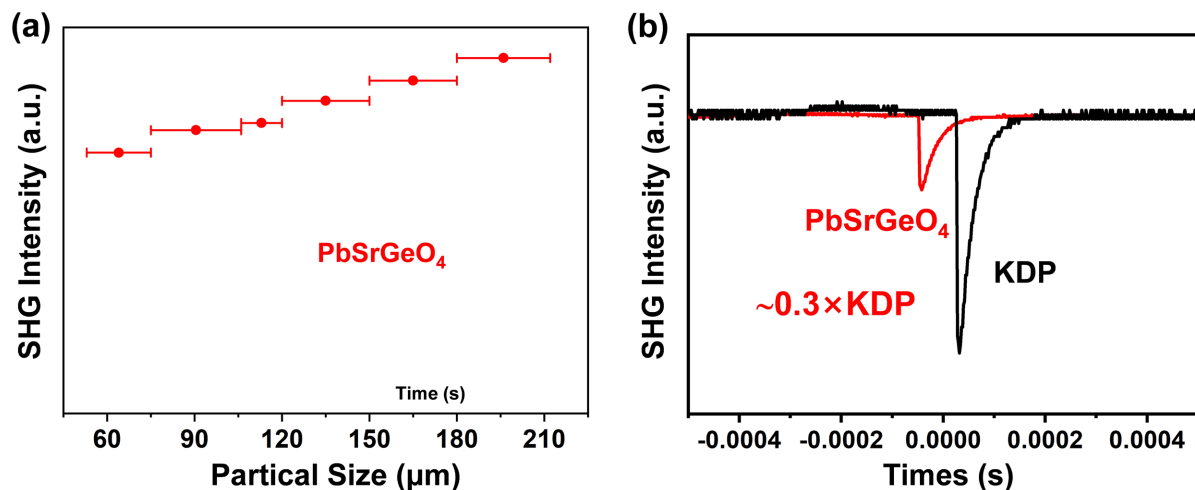 (a)
SHG Intensity (a.u.)
PbSrGeO₄
Time (s)
60 90 120 150 180 210
Partical Size (µm)
(b)
SHG Intensity (a.u.)
PbSrGeO₄
KDP
~0.3×KDP
-0.0004 -0.0002 0.0000 0.0002 0.0004
Times (s)